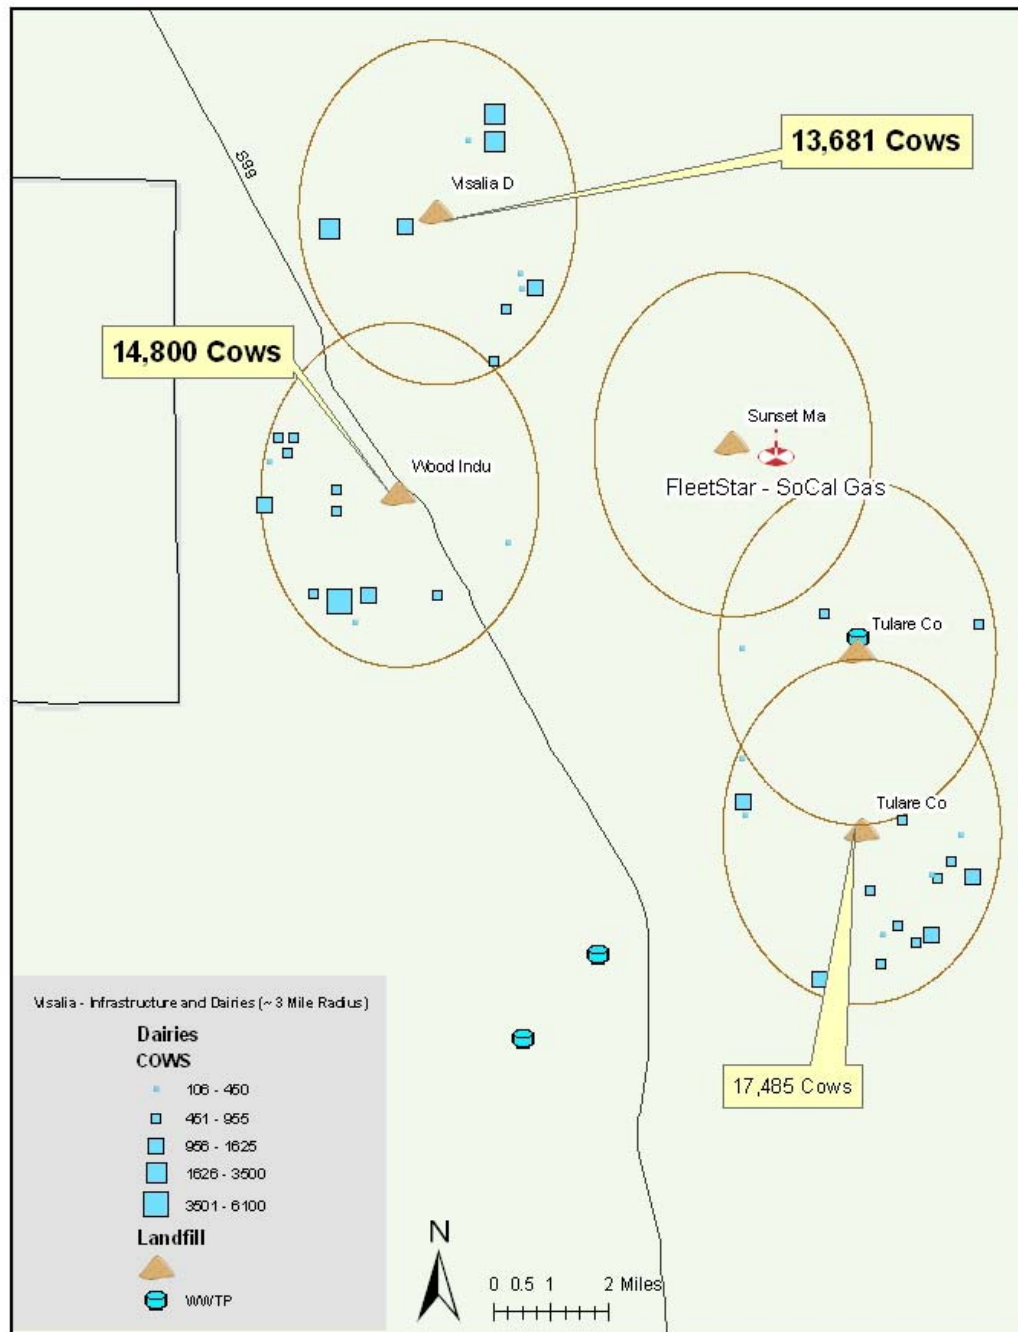 S99
13,681 Cows
Visalia D
14,800 Cows
Sunset Ma
Wood Indu
FleetStar - SoCal Gas
Tulare Co
Tulare Co
17,485 Cows
Visalia - Infrastructure and Dairies (~ 3 Mile Radius)
Dairies
COWS
106 - 450
451 - 955
956 - 1625
1626 - 3500
3501 - 6100
Landfill
WWTP
N
0 0.5 1 2 Miles